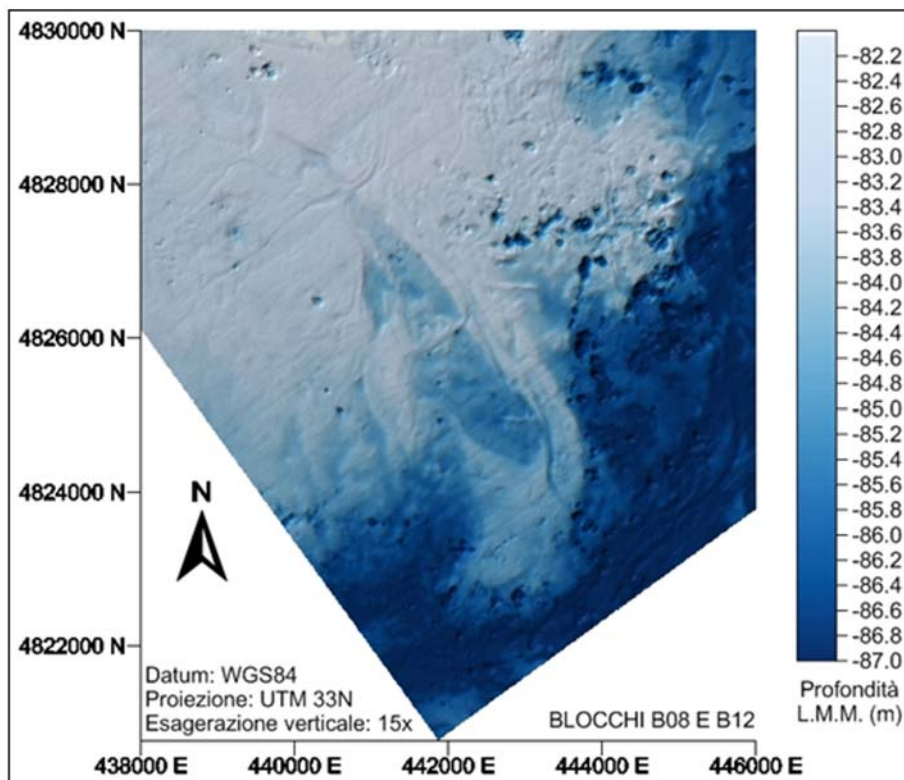 4830000 N
4828000 N
4826000 N
4824000 N
4822000 N
438000 E
440000 E
442000 E
444000 E
446000 E
N
Datum: WGS84
Proiezione: UTM 33N
Esagerazione verticale: 15x
BLOCCHI B08 E B12
-82.2
-82.4
-82.6
-82.8
-83.0
-83.2
-83.4
-83.6
-83.8
-84.0
-84.2
-84.4
-84.6
-84.8
-85.0
-85.2
-85.4
-85.6
-85.8
-86.0
-86.2
-86.4
-86.6
-86.8
-87.0
Profondità
L.M.M. (m)